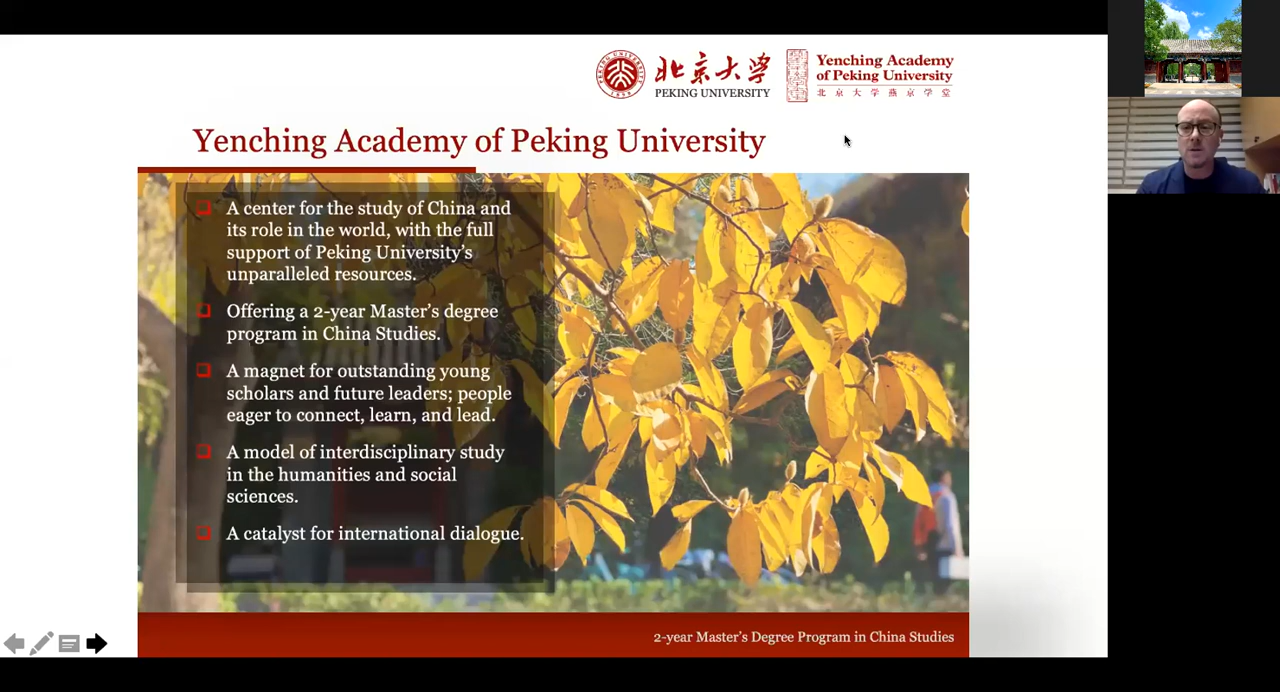 北京大学
PEKING UNIVERSITY
Yenching Academy
of Peking University
北京大学燕京学堂
Yenching Academy of Peking University
A center for the study of China and
its role in the world, with the full
support of Peking University's
unparalleled resources.
Offering a 2-year Master's degree
program in China Studies.
A magnet for outstanding young
scholars and future leaders; people
eager to connect, learn, and lead.
A model of interdisciplinary study
in the humanities and social
sciences.
A catalyst for international dialogue.
2-year Master's Degree Program in China Studies